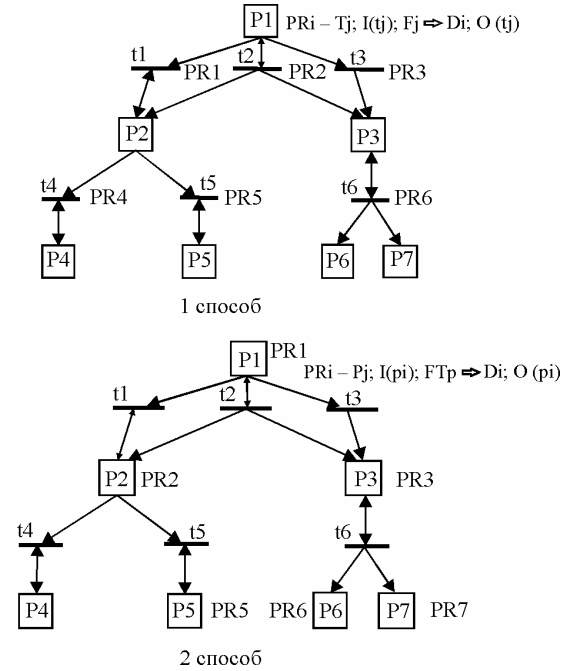 P1 PRi – Tj; I(tj); Fj ⇨ Di; O (tj)
t1 t2 t3
PR1 PR2 PR3
P2 P3
t4 t5 t6
PR4 PR5 PR6
P4 P5 P6 P7
1 способ
P1 PR1
PRi – Pj; I(pi); FTp ⇨ Di; O (pi)
t1 t2 t3
P2 PR2 P3 PR3
t4 t5 t6
P4 P5 PR5 PR6 P6 P7 PR7
2 способ